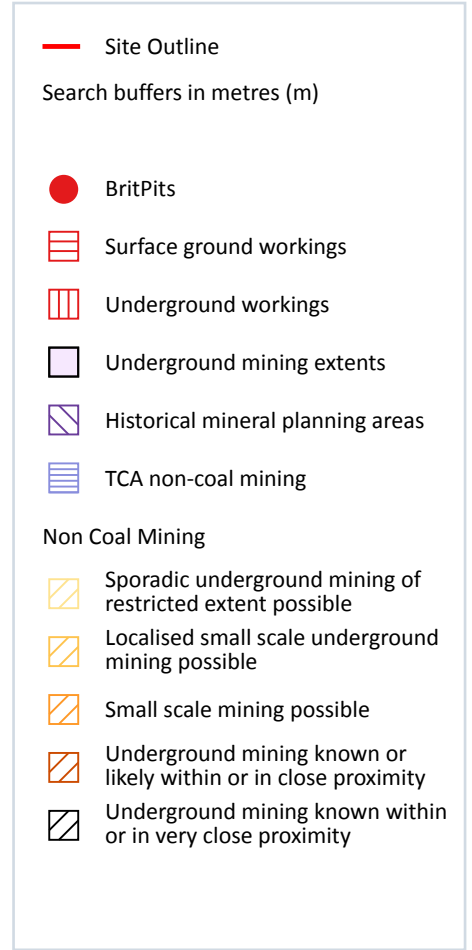 Site Outline
Search buffers in metres (m)
BritPits
Surface ground workings
Underground workings
Underground mining extents
Historical mineral planning areas
TCA non-coal mining
Non Coal Mining
Sporadic underground mining of
restricted extent possible
Localised small scale underground
mining possible
Small scale mining possible
Underground mining known or
likely within or in close proximity
Underground mining known within
or in very close proximity